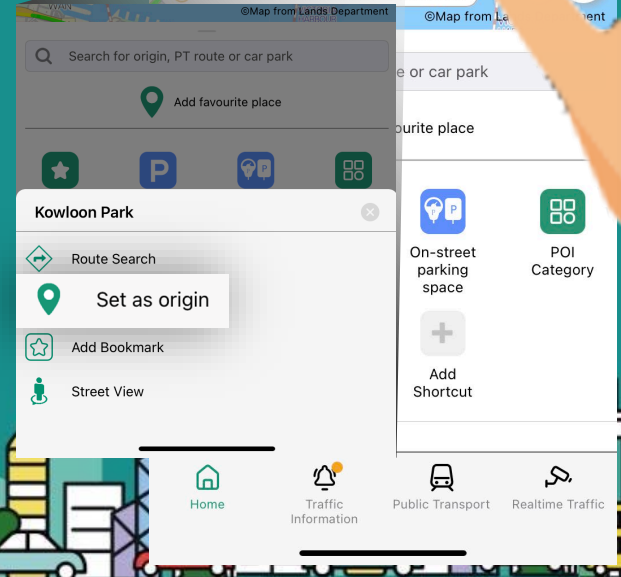 WAN
©Map from Lands Department
HARBOUR
©Map from Lands
Search for origin, PT route or car park
e or car park
Add favourite place
ourite place
P
P
P
On-street
parking
space
POI
Category
Add
Shortcut
Kowloon Park
Route Search
Set as origin
Add Bookmark
Street View
Home
Traffic
Information
Public Transport
Realtime Traffic